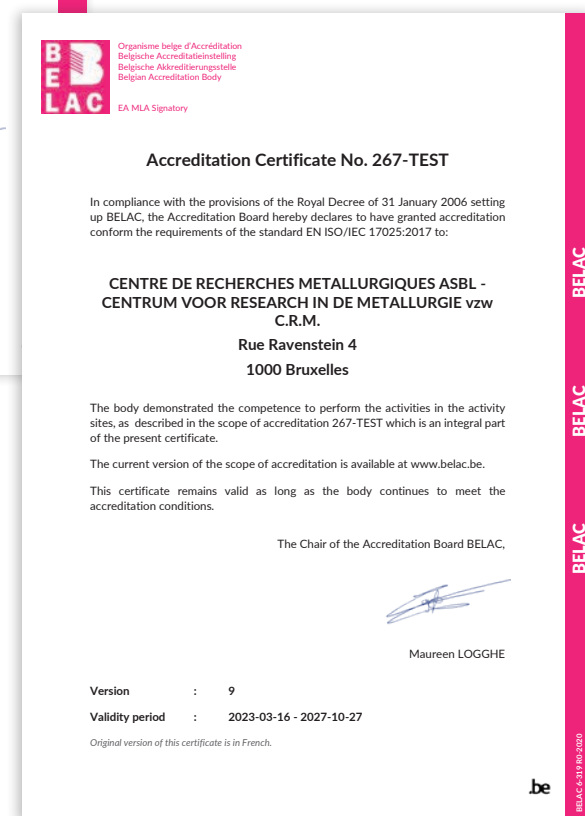 B
E
LAC
Organisme belge d'Accréditation
Belgische Accreditatieinstelling
Belgische Akkreditierungsstelle
Belgian Accreditation Body
EA MLA Signatory
Accreditation Certificate No. 267-TEST
In compliance with the provisions of the Royal Decree of 31 January 2006 setting
up BELAC, the Accreditation Board hereby declares to have granted accreditation
conform the requirements of the standard EN ISO/IEC 17025:2017 to:
CENTRE DE RECHERCHES METALLURGIQUES ASBL -
CENTRUM VOOR RESEARCH IN DE METALLURGIE vzw
C.R.M.
Rue Ravenstein 4
1000 Bruxelles
The body demonstrated the competence to perform the activities in the activity
sites, as described in the scope of accreditation 267-TEST which is an integral part
of the present certificate.
The current version of the scope of accreditation is available at www.belac.be.
This certificate remains valid as long as the body continues to meet the
accreditation conditions.
The Chair of the Accreditation Board BELAC,
Maureen LOGGHE
Version : 9
Validity period : 2023-03-16 - 2027-10-27
Original version of this certificate is in French.
.be
BELAC
BELAC
BELAC
BELAC 6-319 R0-2020